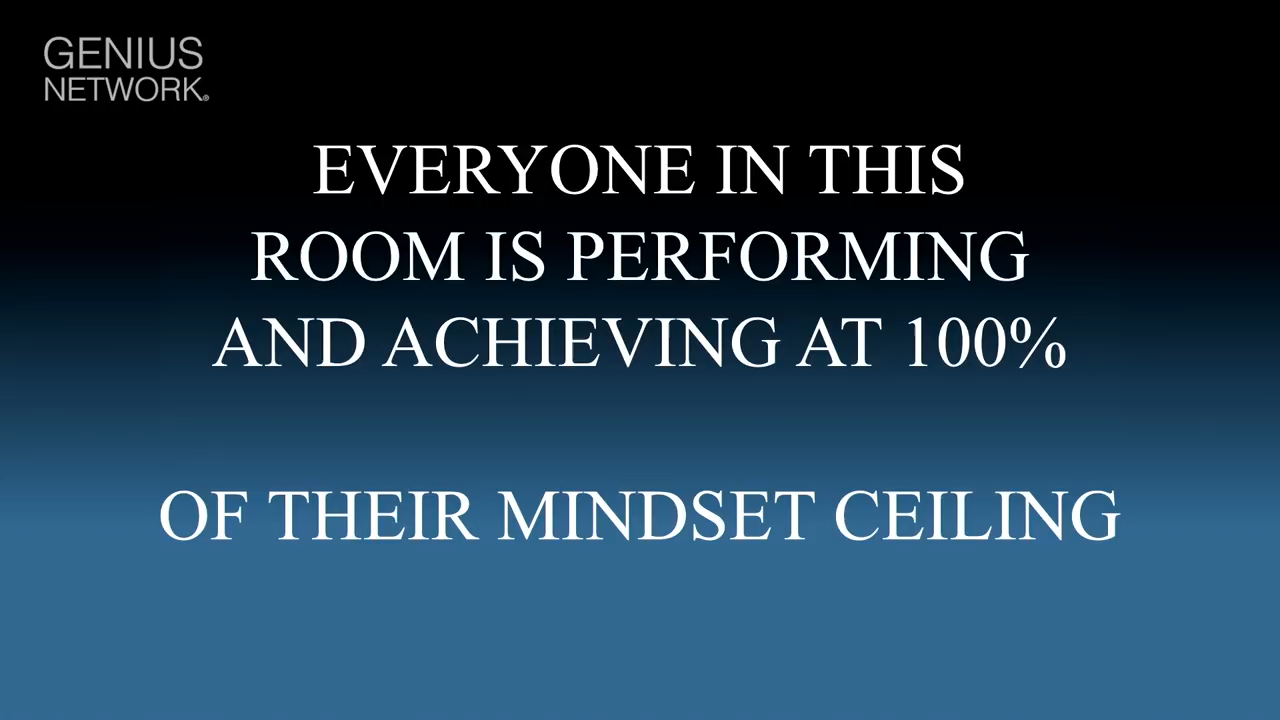 GENIUS
NETWORK®
EVERYONE IN THIS
ROOM IS PERFORMING
AND ACHIEVING AT 100%
OF THEIR MINDSET CEILING